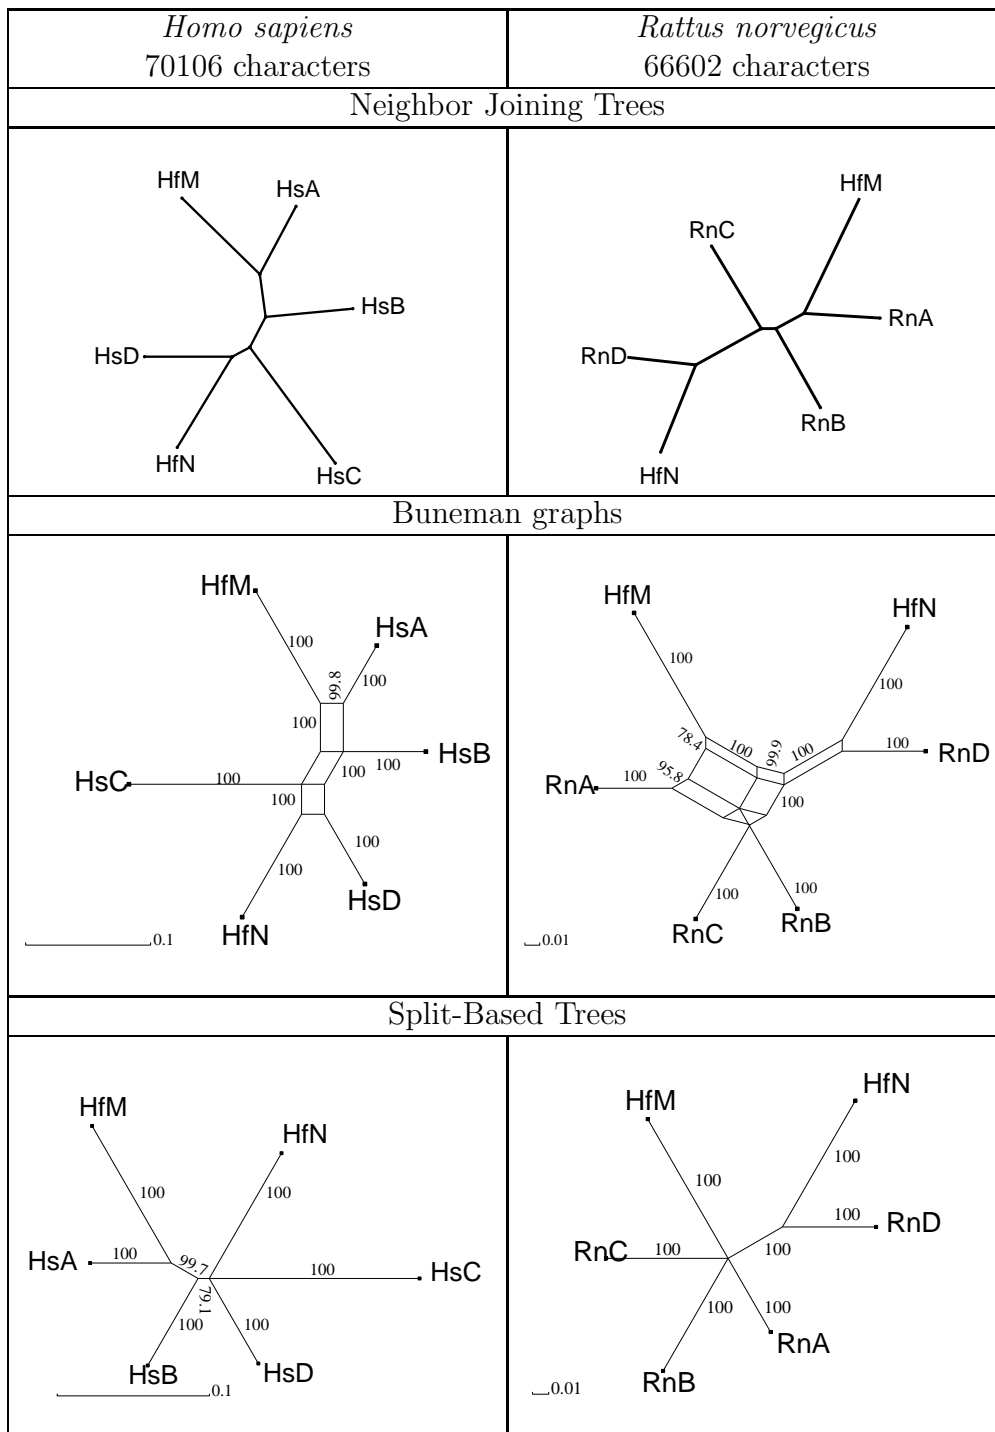 Homo sapiens
70106 characters
Rattus norvegicus
66602 characters
Neighbor Joining Trees
HfM
HsA
HsB
HsD
HfN
HsC
HfM
RnC
RnA
RnD
RnB
HfN
Buneman graphs
HfM
100
HsA
99.8
100
100
HsB
100
100
HsC
100
100
100
100
HsD
HfN
0.1
HfM
HfN
100
100
78.4
100
99.9
100
100
RnD
RnA
100
95.8
100
100
100
RnC
RnB
0.01
Split-Based Trees
HfM
HfN
100
100
HsA
100
99.7
100
HsC
79.1
100
100
HsB
HsD
0.1
HfM
HfN
100
100
100
RnD
RnC
100
100
100
100
RnA
RnB
0.01